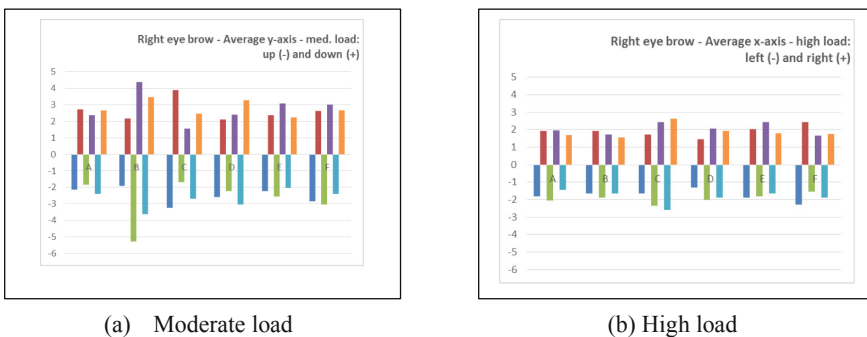 Right eye brow - Average y-axis - med. load:
up (-) and down (+)
5
4
3
2
1
0
-1
-2
-3
-4
-5
-6
A
B
C
D
E
F
Right eye brow - Average x-axis - high load:
left (-) and right (+)
5
4
3
2
1
0
-1
-2
-3
-4
-5
-6
A
B
C
D
E
F
(a) Moderate load
(b) High load